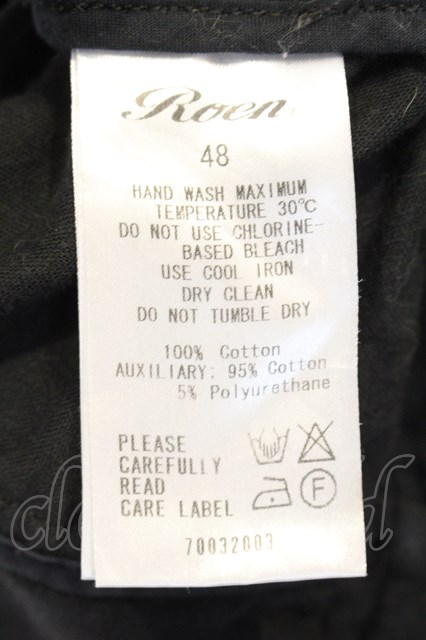 Roen
48
HAND WASH MAXIMUM
TEMPERATURE 30℃
DO NOT USE CHLORINE-
BASED BLEACH
USE COOL IRON
DRY CLEAN
DO NOT TUMBLE DRY
100% Cotton
AUXILIARY: 95% Cotton
5% Polyurethane
PLEASE
CAREFULLY
READ
CARE LABEL
F
70032003